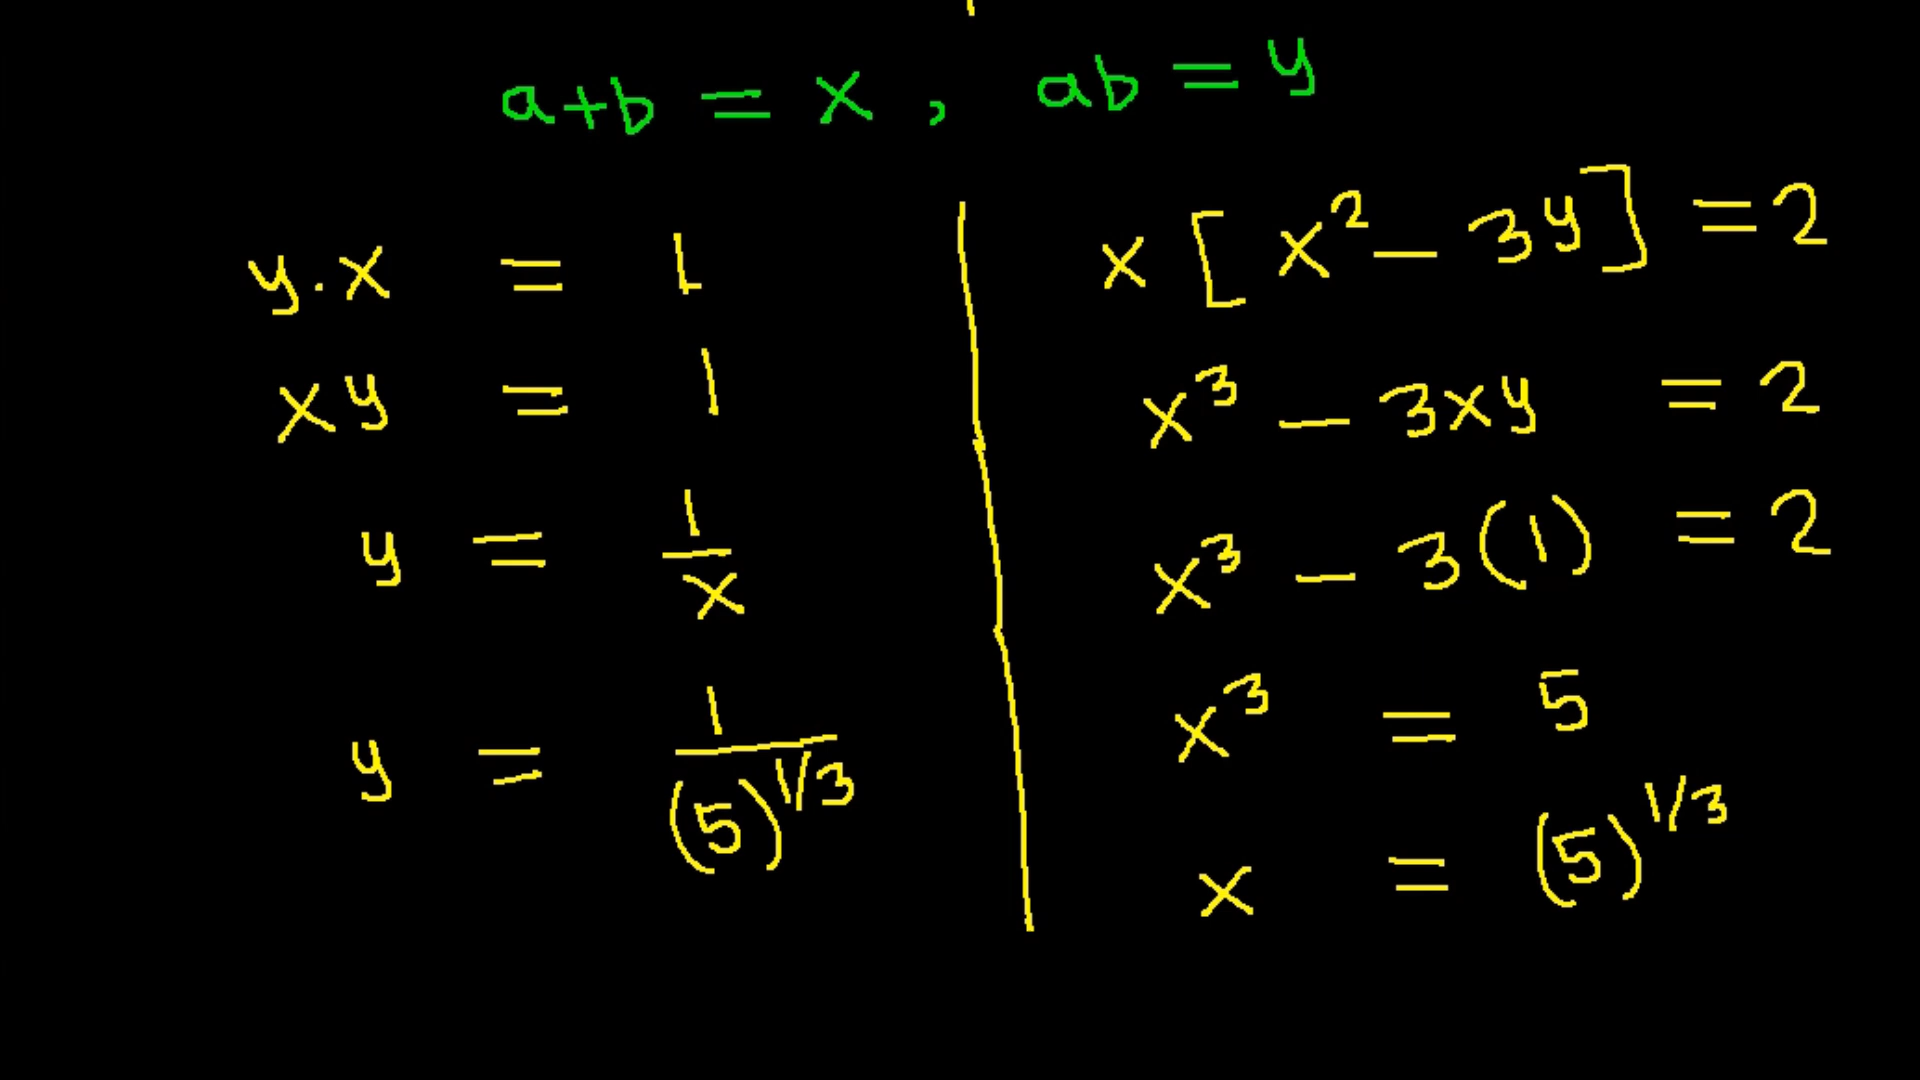 a+b = x , ab = y
y.x = 1
xy = 1
y = 1/x
y = 1/(5)^1/3
x [x² - 3y] = 2
x³ - 3xy = 2
x³ - 3(1) = 2
x³ = 5
x = (5)^1/3